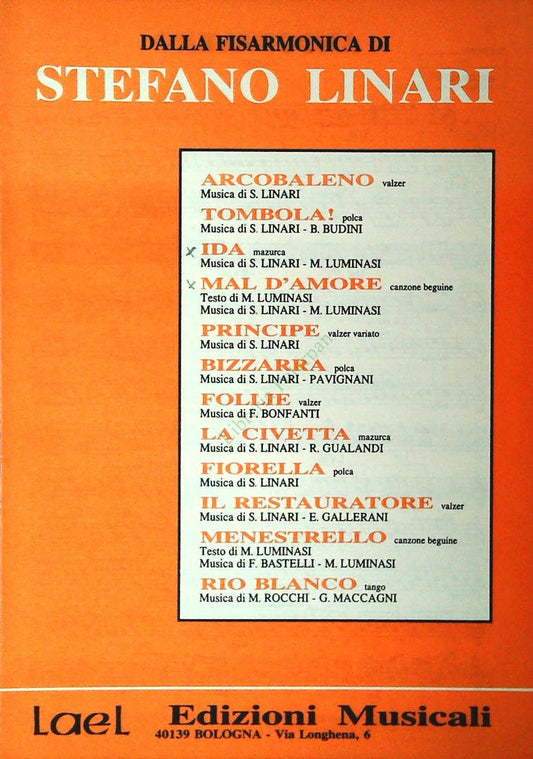 DALLA FISARMONICA DI
STEFANO LINARI
ARCOBALENO valzer
Musica di S. LINARI
TOMBOLA! polca
Musica di S. LINARI - B. BUDINI
IDA mazurca
Musica di S. LINARI - M. LUMINASI
MAL D'AMORE canzone beguine
Testo di M. LUMINASI
Musica di S. LINARI - M. LUMINASI
PRINCIPE valzer variato
Musica di S. LINARI
BIZZARRA polca
Musica di S. LINARI - PAVIGNANI
FOLLIE valzer
Musica di F. BONFANTI
LA CIVETTA mazurca
Musica di S. LINARI - R. GUALANDI
FIORELLA polca
Musica di S. LINARI
IL RESTAURATORE valzer
Musica di S. LINARI - E. GALLERANI
MENESTRELLO canzone beguine
Testo di M. LUMINASI
Musica di F. BASTELLI - M. LUMINASI
RIO BLANCO tango
Musica di M. ROCCHI - G. MACCAGNI
LaeL Edizioni Musicali
40139 BOLOGNA - Via Longhena, 6